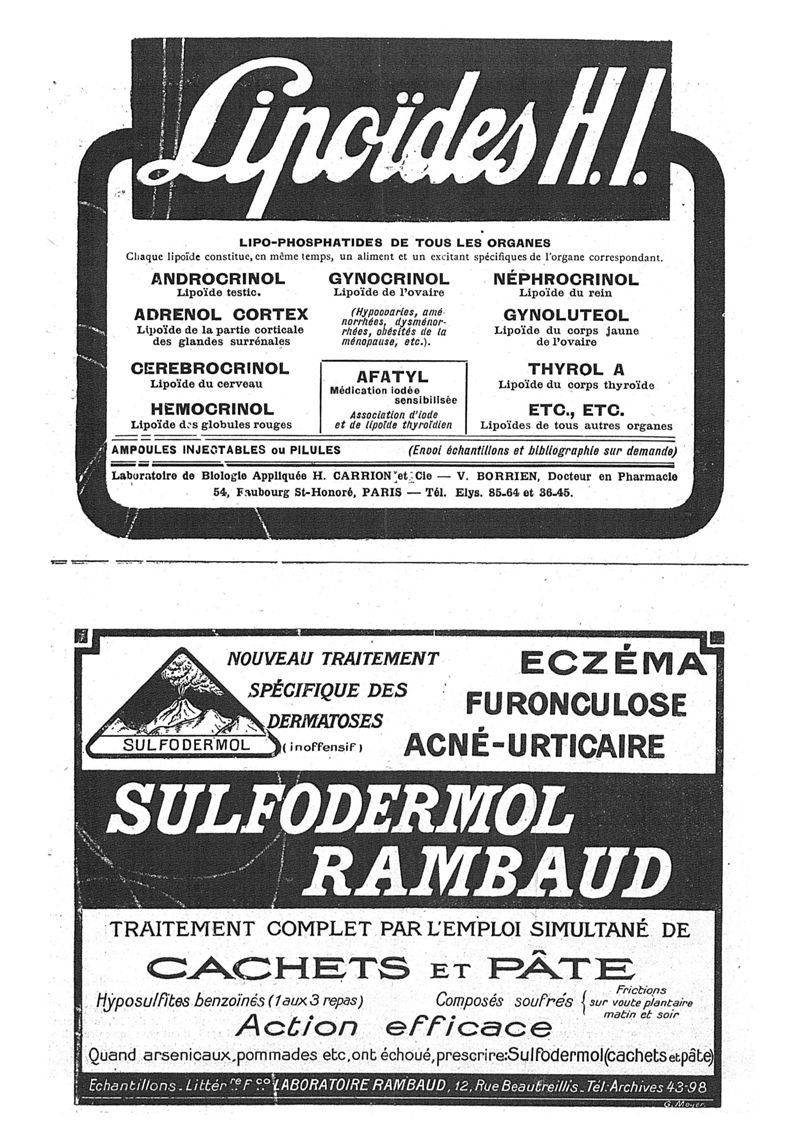 Lipoïdes H.I.
LIPO-PHOSPHATIDES DE TOUS LES ORGANES
Chaque lipoïde constitue, en même temps, un aliment et un excitant spécifiques de l'organe correspondant.
ANDROCRINOL
Lipoïde testic.
ADRENOL CORTEX
Lipoïde de la partie corticale
des glandes surrénales
CEREBROCRINOL
Lipoïde du cerveau
HEMOCRINOL
Lipoïde des globules rouges
GYNOCRINOL
Lipoïde de l'ovaire
(Hypoovaries, amé-
norrhées, dysménor-
rhées, obésités de la
ménopause, etc.).
AFATYL
Médication iodée
sensibilisée
Association d'iode
et de lipoïde thyroïdien
NÉPHROCRINOL
Lipoïde du rein
GYNOLUTEOL
Lipoïde du corps jaune
de l'ovaire
THYROL A
Lipoïde du corps thyroïde
ETC., ETC.
Lipoïdes de tous autres organes
AMPOULES INJECTABLES ou PILULES (Envoi échantillons et bibliographie sur demande)
Laboratoire de Biologie Appliquée H. CARRION et Cie — V. BORRIEN, Docteur en Pharmacie
54, Faubourg St-Honoré, PARIS — Tél. Elys. 85-64 et 36-45.
SULFODERMOL
NOUVEAU TRAITEMENT
SPÉCIFIQUE DES
DERMATOSES
(inoffensif)
ECZÉMA
FURONCULOSE
ACNÉ-URTICAIRE
SULFODERMOL
RAMBAUD
TRAITEMENT COMPLET PAR L'EMPLOI SIMULTANÉ DE
CACHETS ET PÂTE
Hyposulfites benzoïnés (1 aux 3 repas) Composés soufrés { Frictions
sur voute plantaire
matin et soir
Action efficace
Quand arsenicaux, pommades etc, ont échoué, prescrire: Sulfodermol (cachets et pâte)
Echantillons - Littér re F co LABORATOIRE RAMBAUD, 12, Rue Beautreillis - Tél: Archives 43-98
G. Moyer.